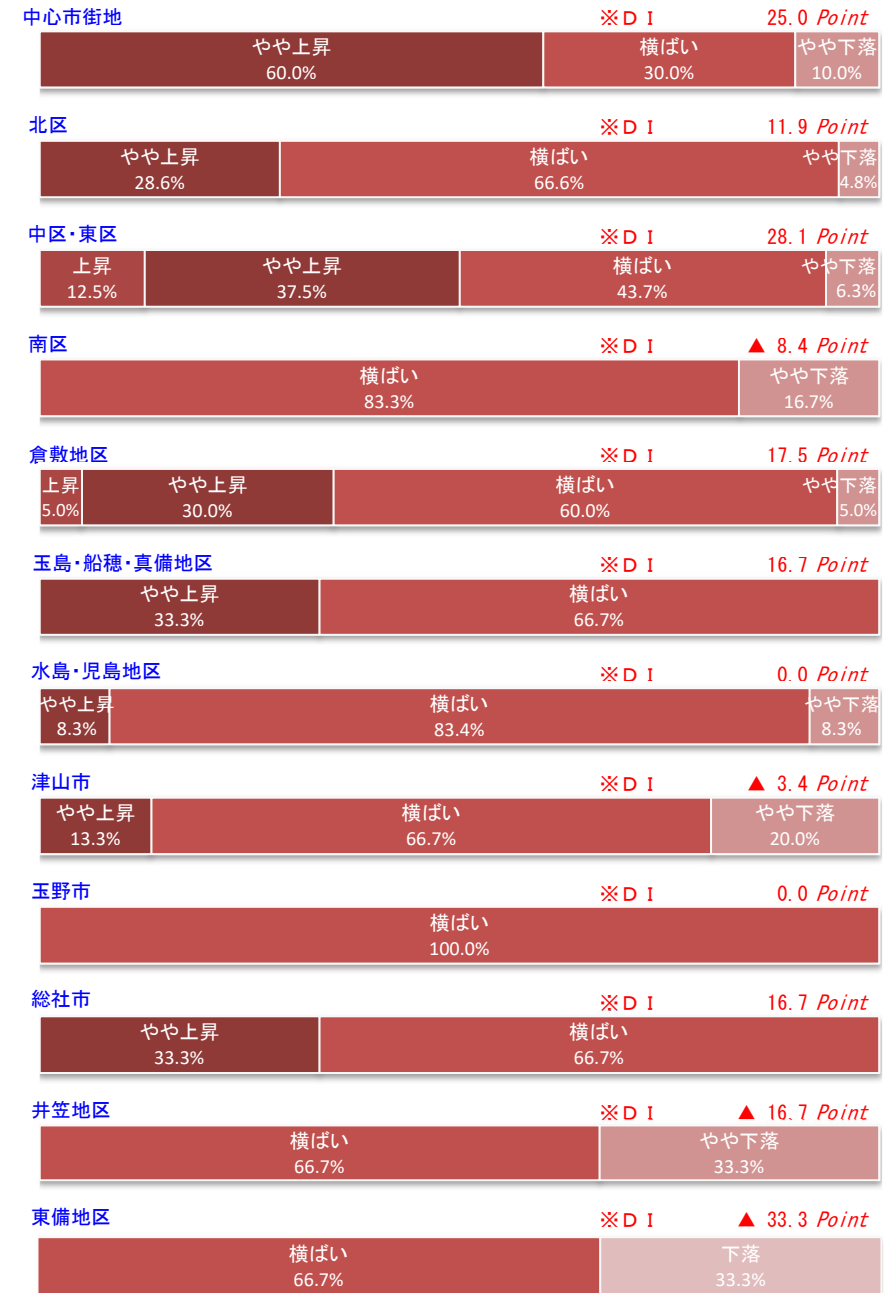 中心市街地 ※ＤＩ 25.0 Point
やや上昇 横ばい やや下落
60.0% 30.0% 10.0%
北区 ※ＤＩ 11.9 Point
やや上昇 横ばい やや下落
28.6% 66.6% 4.8%
中区・東区 ※ＤＩ 28.1 Point
上昇 やや上昇 横ばい やや下落
12.5% 37.5% 43.7% 6.3%
南区 ※ＤＩ ▲ 8.4 Point
横ばい やや下落
83.3% 16.7%
倉敷地区 ※ＤＩ 17.5 Point
上昇 やや上昇 横ばい やや下落
5.0% 30.0% 60.0% 5.0%
玉島・船穂・真備地区 ※ＤＩ 16.7 Point
やや上昇 横ばい
33.3% 66.7%
水島・児島地区 ※ＤＩ 0.0 Point
やや上昇 横ばい やや下落
8.3% 83.4% 8.3%
津山市 ※ＤＩ ▲ 3.4 Point
やや上昇 横ばい やや下落
13.3% 66.7% 20.0%
玉野市 ※ＤＩ 0.0 Point
横ばい
100.0%
総社市 ※ＤＩ 16.7 Point
やや上昇 横ばい
33.3% 66.7%
井笠地区 ※ＤＩ ▲ 16.7 Point
横ばい やや下落
66.7% 33.3%
東備地区 ※ＤＩ ▲ 33.3 Point
横ばい 下落
66.7% 33.3%